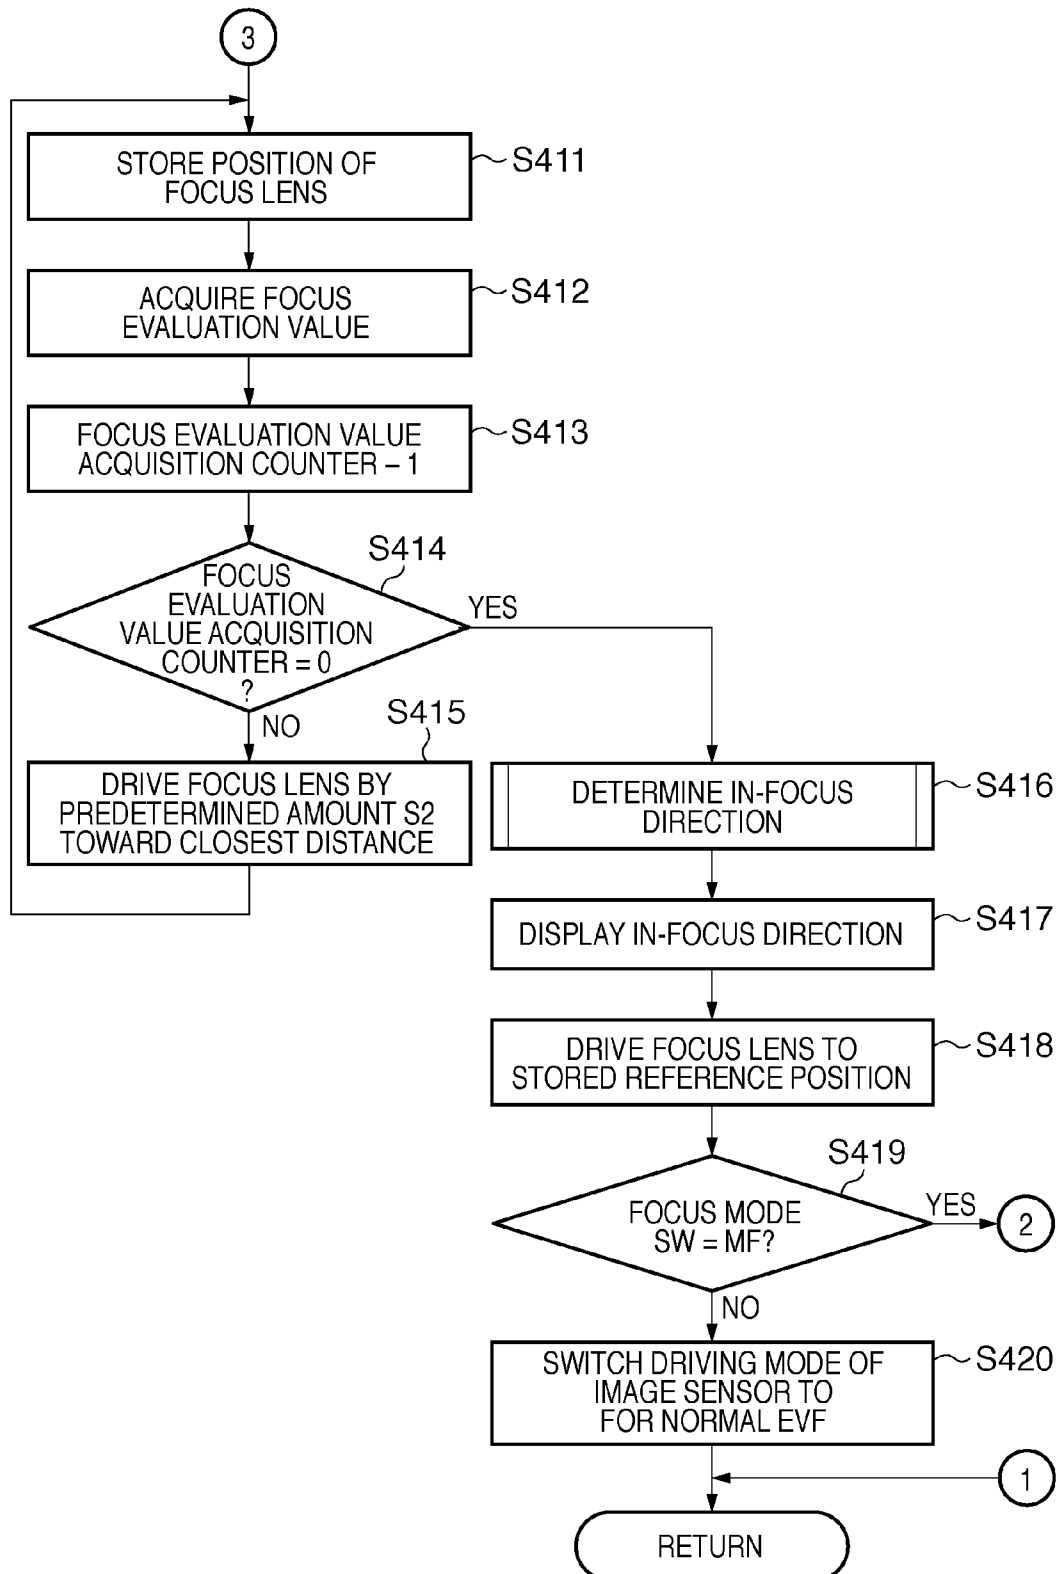 3
STORE POSITION OF
FOCUS LENS
S411
ACQUIRE FOCUS
EVALUATION VALUE
S412
FOCUS EVALUATION VALUE
ACQUISITION COUNTER – 1
S413
S414
FOCUS
EVALUATION
VALUE ACQUISITION
COUNTER = 0
?
YES
NO
S415
DRIVE FOCUS LENS BY
PREDETERMINED AMOUNT S2
TOWARD CLOSEST DISTANCE
DETERMINE IN-FOCUS
DIRECTION
S416
DISPLAY IN-FOCUS DIRECTION
S417
DRIVE FOCUS LENS TO
STORED REFERENCE POSITION
S418
S419
FOCUS MODE
SW = MF?
YES
2
NO
SWITCH DRIVING MODE OF
IMAGE SENSOR TO
FOR NORMAL EVF
S420
1
RETURN